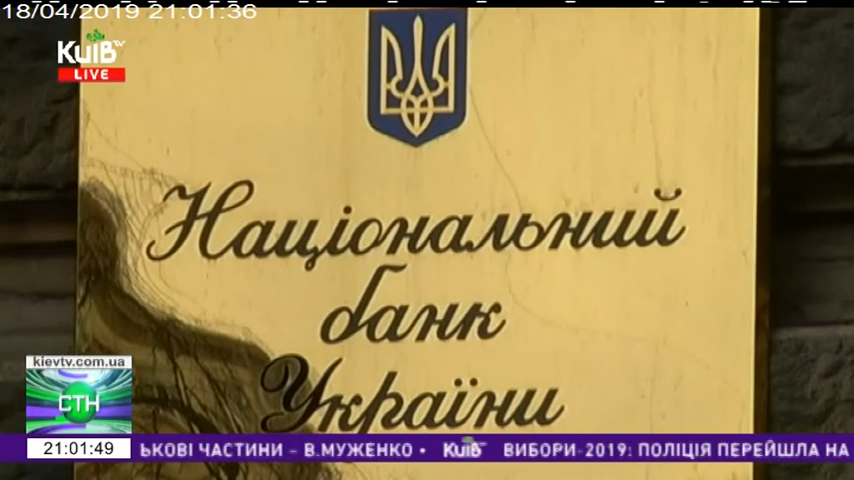 18/04/2019 21:01:36
Київ TV
LIVE
Національний
банк
України
kievtv.com.ua
СТН
21:01:49
ЬКОВІ ЧАСТИНИ - В.МУЖЕНКО • Київ ВИБОРИ-2019: ПОЛІЦІЯ ПЕРЕЙШЛА НА